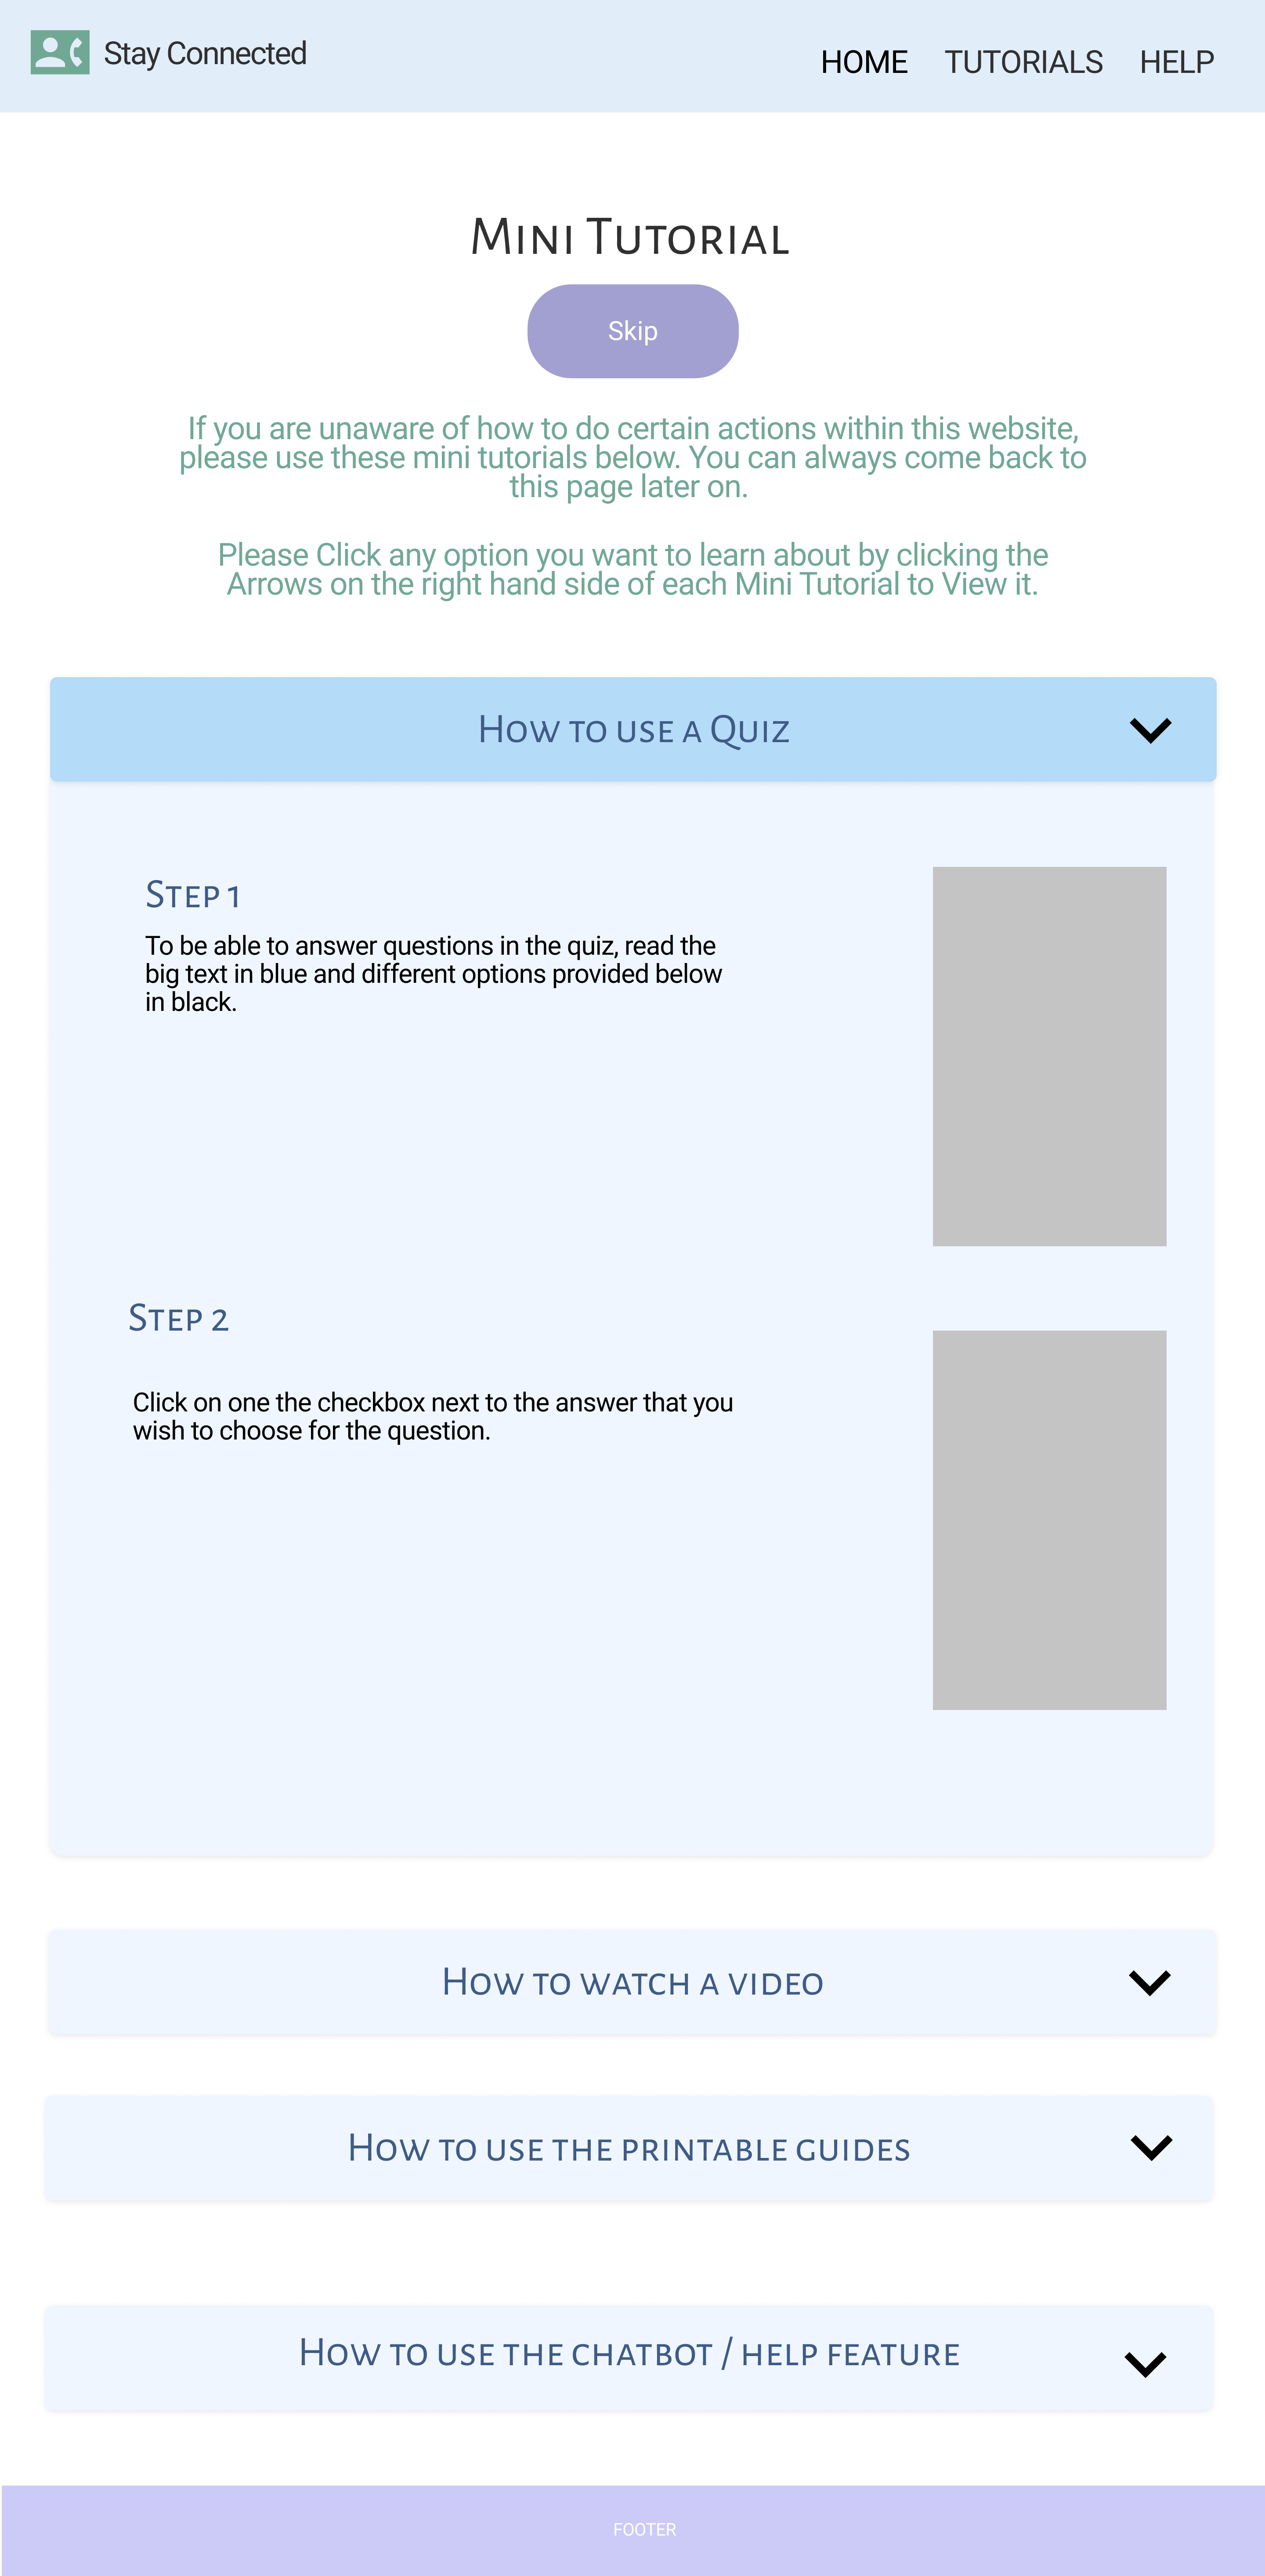 Stay Connected
HOME TUTORIALS HELP
Mini Tutorial
Skip
If you are unaware of how to do certain actions within this website,
please use these mini tutorials below. You can always come back to
this page later on.
Please Click any option you want to learn about by clicking the
Arrows on the right hand side of each Mini Tutorial to View it.
How to use a Quiz
Step 1
To be able to answer questions in the quiz, read the
big text in blue and different options provided below
in black.
Step 2
Click on one the checkbox next to the answer that you
wish to choose for the question.
How to watch a video
How to use the printable guides
How to use the chatbot / help feature
FOOTER